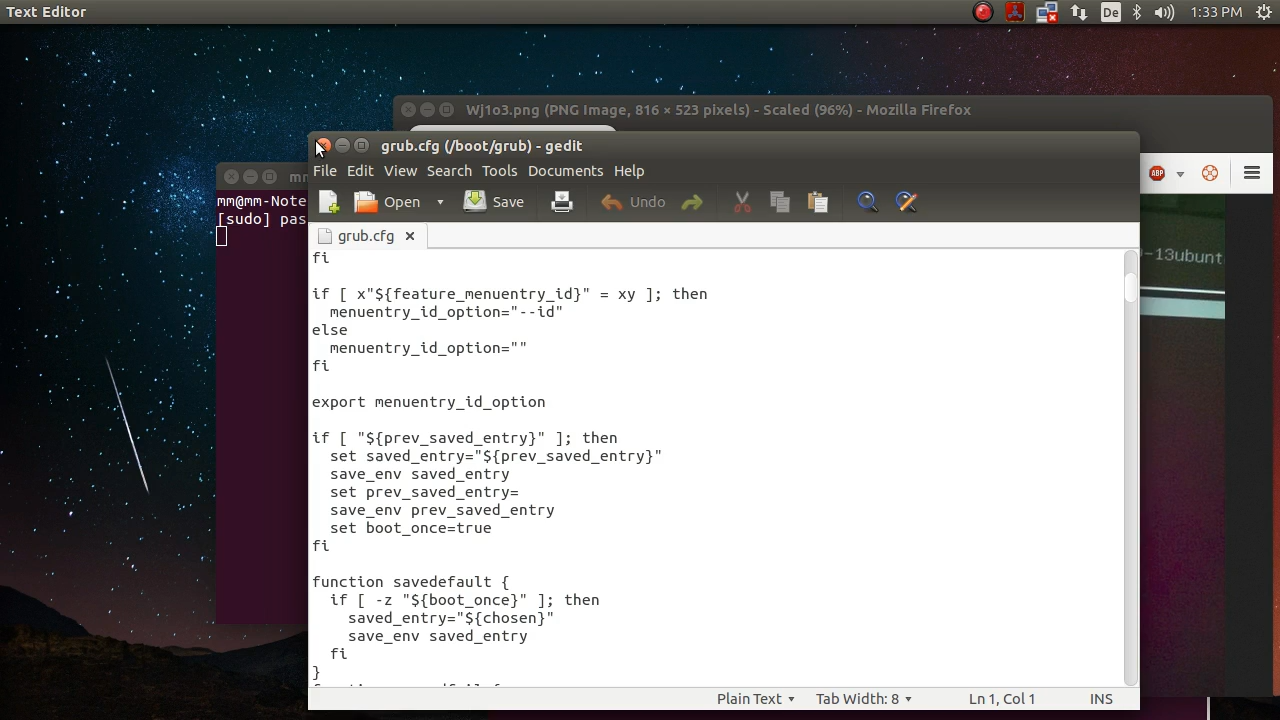 Text Editor
De
1:33 PM
Wj1o3.png (PNG Image, 816 × 523 pixels) - Scaled (96%) - Mozilla Firefox
grub.cfg (/boot/grub) - gedit
File Edit View Search Tools Documents Help
Open Save Undo
ABP
grub.cfg
mm@mm-Note
[sudo] pas
-13ubunt
fi
if [ x"${feature_menuentry_id}" = xy ]; then
  menuentry_id_option="--id"
else
  menuentry_id_option=""
fi
export menuentry_id_option
if [ "${prev_saved_entry}" ]; then
  set saved_entry="${prev_saved_entry}"
  save_env saved_entry
  set prev_saved_entry=
  save_env prev_saved_entry
  set boot_once=true
fi
function savedefault {
  if [ -z "${boot_once}" ]; then
    saved_entry="${chosen}"
    save_env saved_entry
  fi
}
Plain Text Tab Width: 8 Ln 1, Col 1 INS